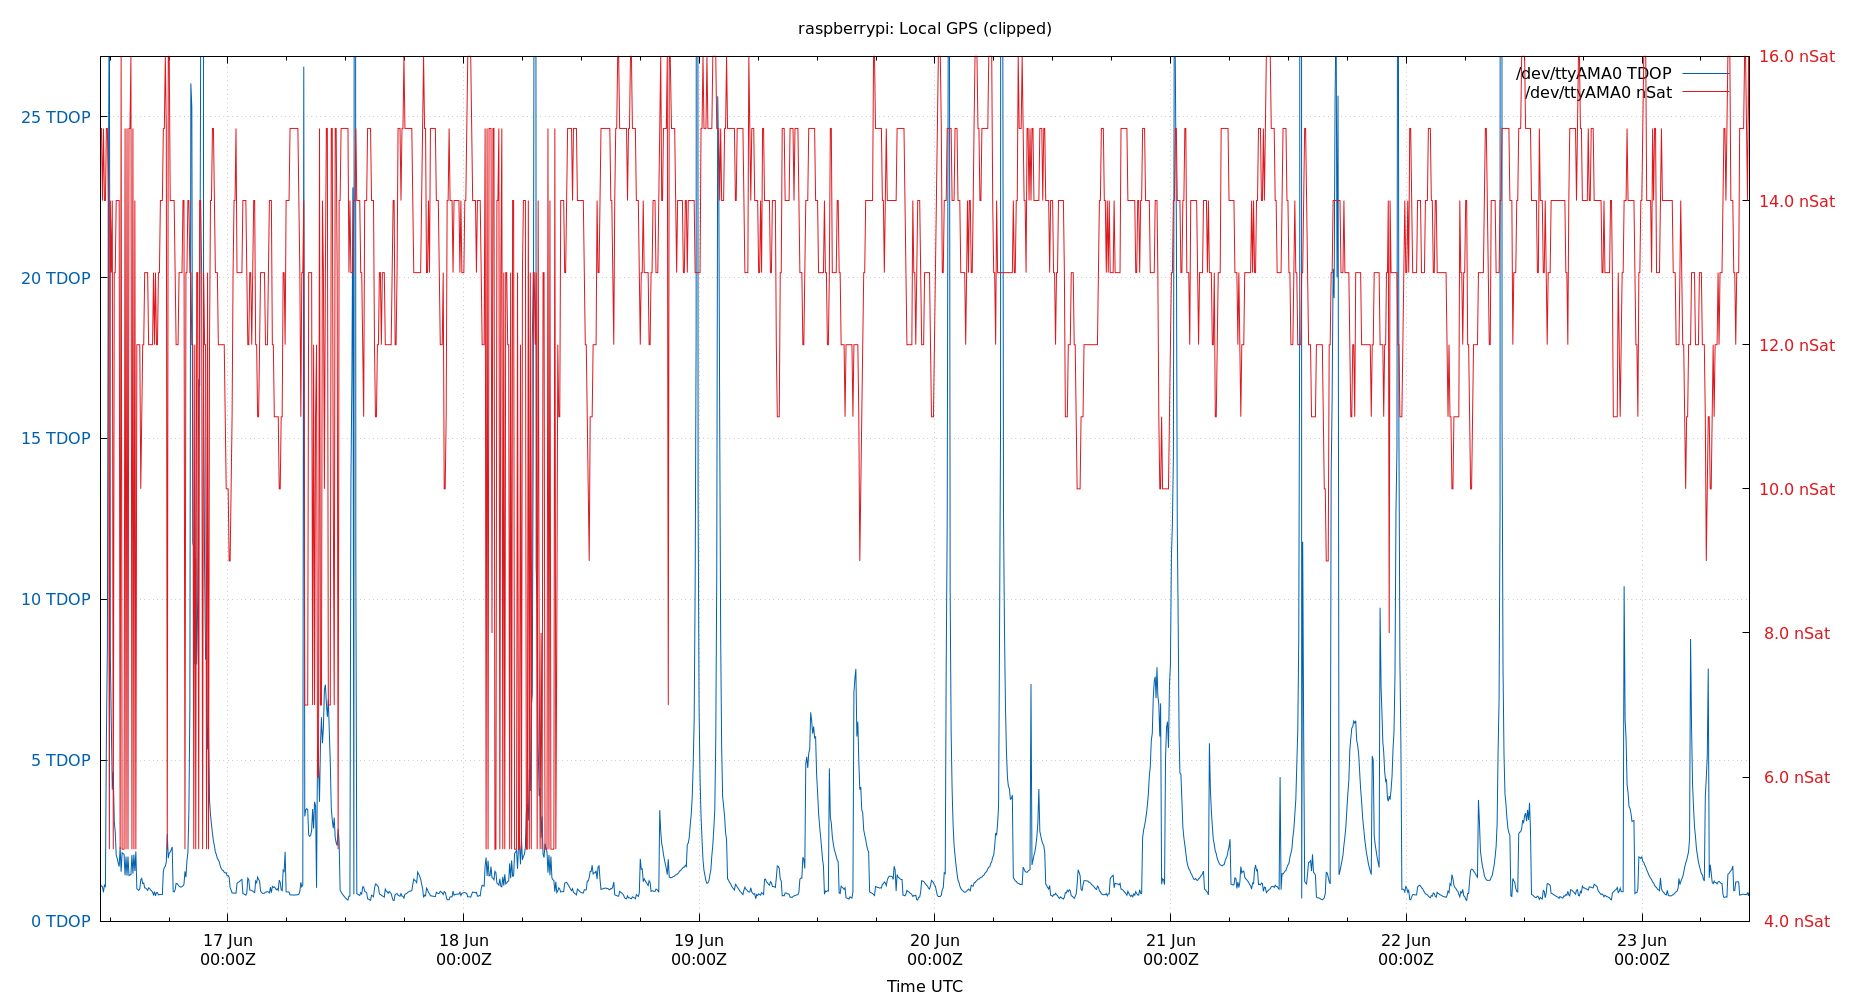 raspberrypi: Local GPS (clipped)
/dev/ttyAMA0 TDOP
/dev/ttyAMA0 nSat
25 TDOP
20 TDOP
15 TDOP
10 TDOP
5 TDOP
0 TDOP
16.0 nSat
14.0 nSat
12.0 nSat
10.0 nSat
8.0 nSat
6.0 nSat
4.0 nSat
17 Jun
00:00Z
18 Jun
00:00Z
19 Jun
00:00Z
20 Jun
00:00Z
21 Jun
00:00Z
22 Jun
00:00Z
23 Jun
00:00Z
Time UTC